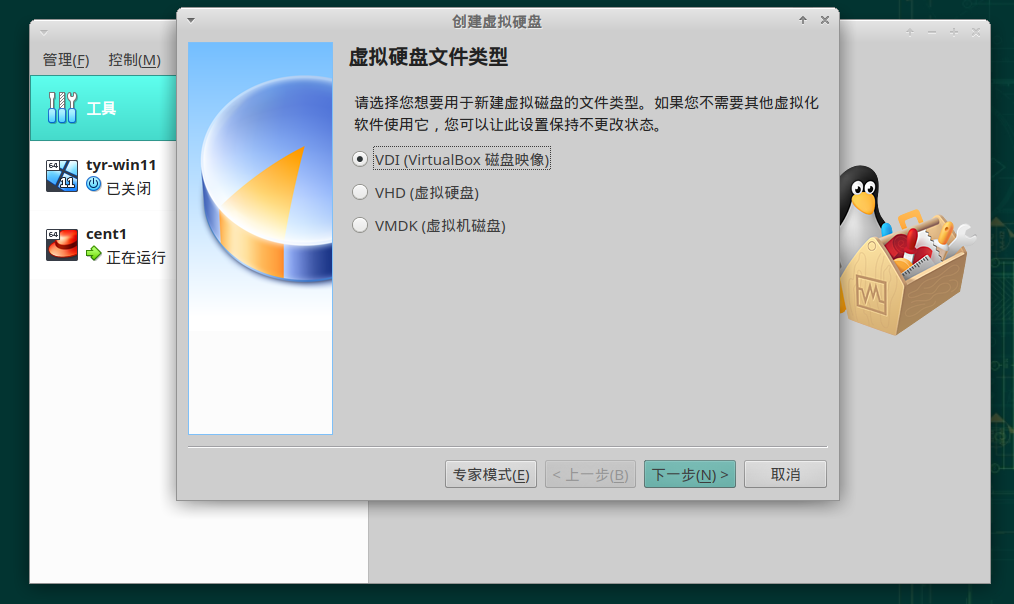 创建虚拟硬盘
管理(F) 控制(M)
工具
64
11
tyr-win11
已关闭
64
cent1
正在运行
虚拟硬盘文件类型
请选择您想要用于新建虚拟磁盘的文件类型。如果您不需要其他虚拟化
软件使用它，您可以让此设置保持不更改状态。
VDI (VirtualBox 磁盘映像)
VHD (虚拟硬盘)
VMDK (虚拟机磁盘)
专家模式(E) < 上一步(B) 下一步(N) > 取消